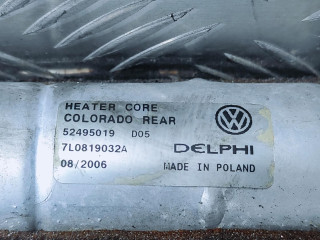 HEATER CORE
COLORADO REAR
52495019 D05
7L0819032A DELPHI
08/2006 MADE IN POLAND